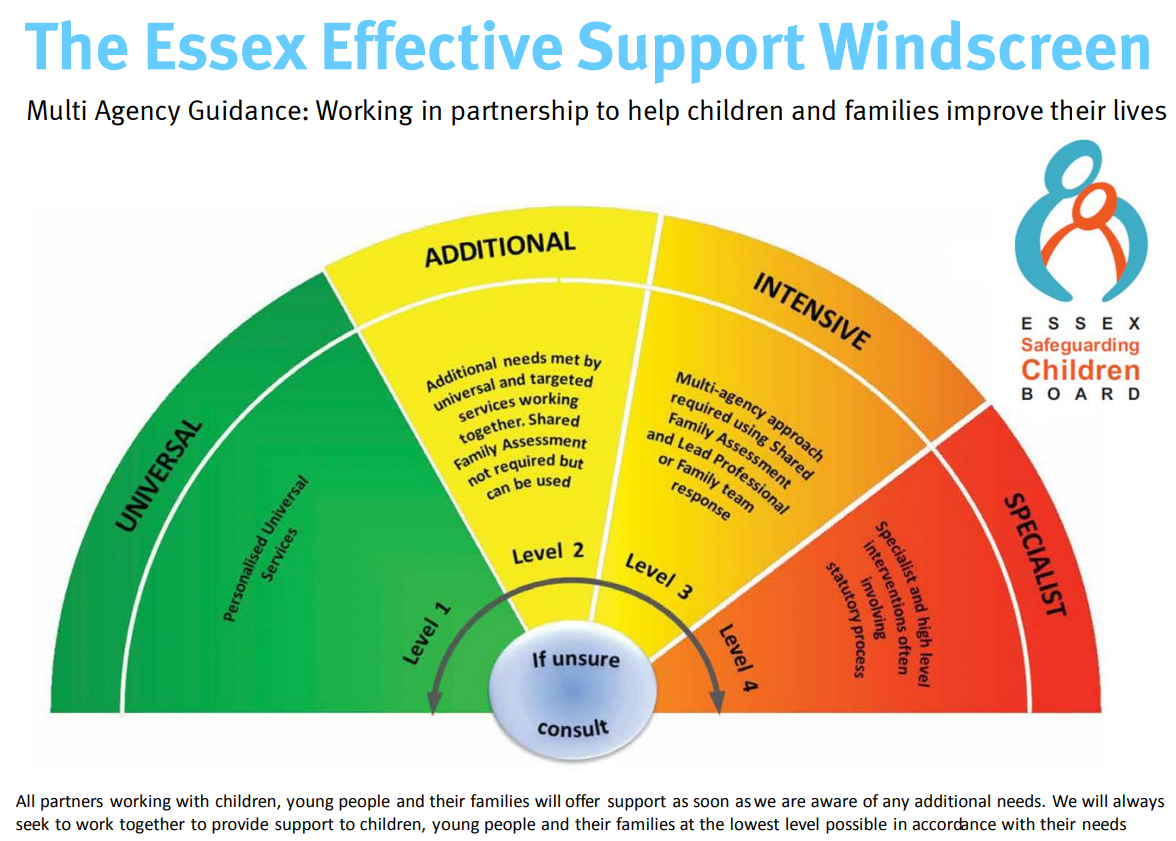 The Essex Effective Support Windscreen
Multi Agency Guidance: Working in partnership to help children and families improve their lives
ESSEX
Safeguarding
Children
BOARD
UNIVERSAL
Personalised Universal
Services
Level 1
ADDITIONAL
Additional needs met by
universal and targeted
services working
together. Shared
Family Assessment
not required but
can be used
Level 2
INTENSIVE
Multi-agency approach
required using Shared
Family Assessment
and Lead Professional
or Family team
response
Level 3
SPECIALIST
Specialist and high level
interventions often
involving
statutory process
Level 4
If unsure
consult
All partners working with children, young people and their families will offer support as soon as we are aware of any additional needs. We will always
seek to work together to provide support to children, young people and their families at the lowest level possible in accordance with their needs